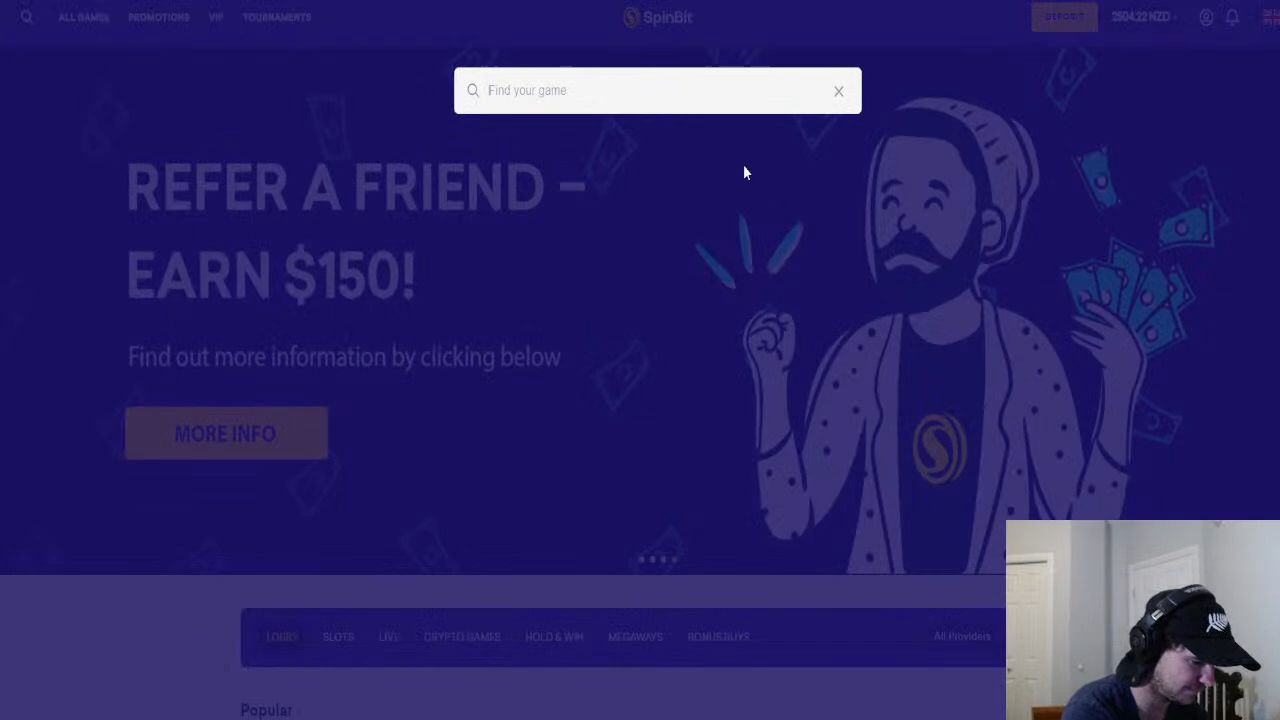 ALL GAMES PROMOTIONS VIP TOURNAMENTS SpinBit DEPOSIT 2504.22 NZD
Find your game
REFER A FRIEND –
EARN $150!
Find out more information by clicking below
MORE INFO
LOBBY SLOTS LIVE CRYPTO GAMES HOLD & WIN MEGAWAYS BONUS BUYS All Providers
Popular